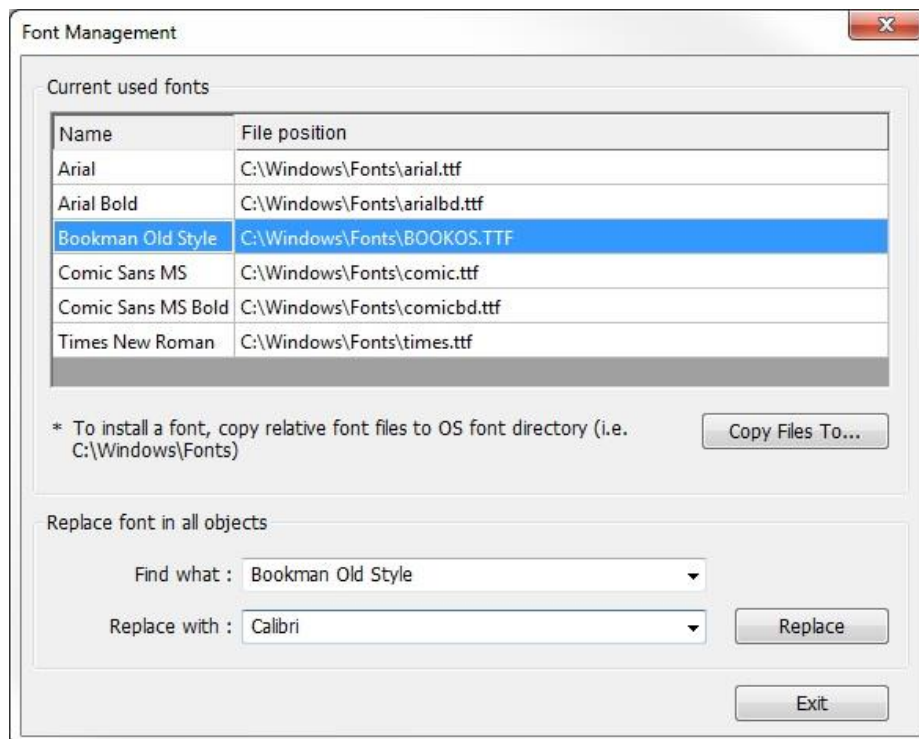 Font Management
Current used fonts
Name File position
Arial C:\Windows\Fonts\arial.ttf
Arial Bold C:\Windows\Fonts\arialbd.ttf
Bookman Old Style C:\Windows\Fonts\BOOKOS.TTF
Comic Sans MS C:\Windows\Fonts\comic.ttf
Comic Sans MS Bold C:\Windows\Fonts\comicbd.ttf
Times New Roman C:\Windows\Fonts\times.ttf
* To install a font, copy relative font files to OS font directory (i.e.
C:\Windows\Fonts)
Copy Files To...
Replace font in all objects
Find what : Bookman Old Style
Replace with : Calibri Replace
Exit